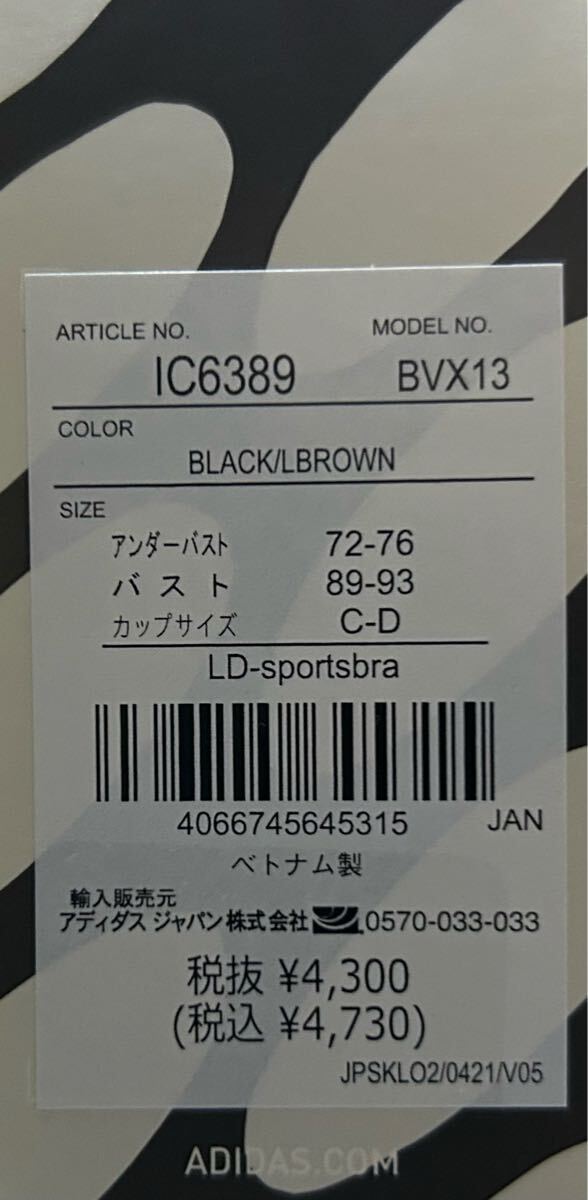 ARTICLE NO. MODEL NO.
IC6389 BVX13
COLOR
BLACK/LBROWN
SIZE
アンダーバスト 72-76
バスト 89-93
カップサイズ C-D
LD-sportsbra
4066745645315 JAN
ベトナム製
輸入販売元
アディダス ジャパン株式会社 0570-033-033
税抜 ¥4,300
(税込 ¥4,730)
JPSKLO2/0421/V05
ADIDAS.COM